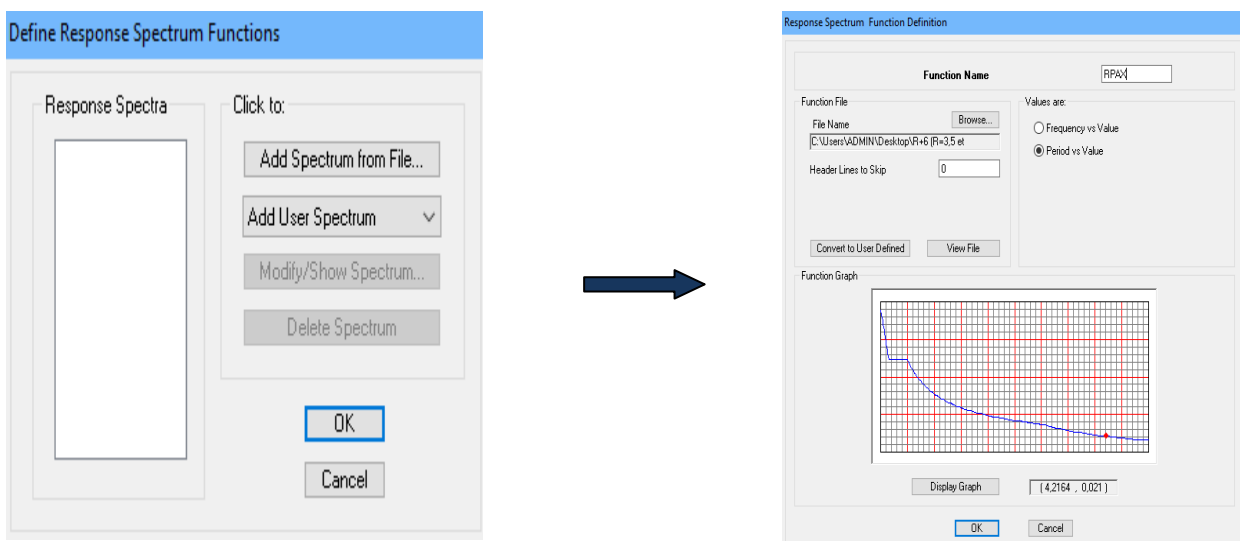 Define Response Spectrum Functions
Response Spectra
Click to:
Add Spectrum from File...
Add User Spectrum
Modify/Show Spectrum...
Delete Spectrum
OK
Cancel
Response Spectrum Function Definition
Function Name
RPAX
Function File
File Name
Browse...
C:\Users\ADMIN\Desktop\R+6 (R=3,5 et
Header Lines to Skip
0
Convert to User Defined
View File
Values are:
Frequency vs Value
Period vs Value
Function Graph
Display Graph
( 4,2164 , 0,021 )
OK
Cancel